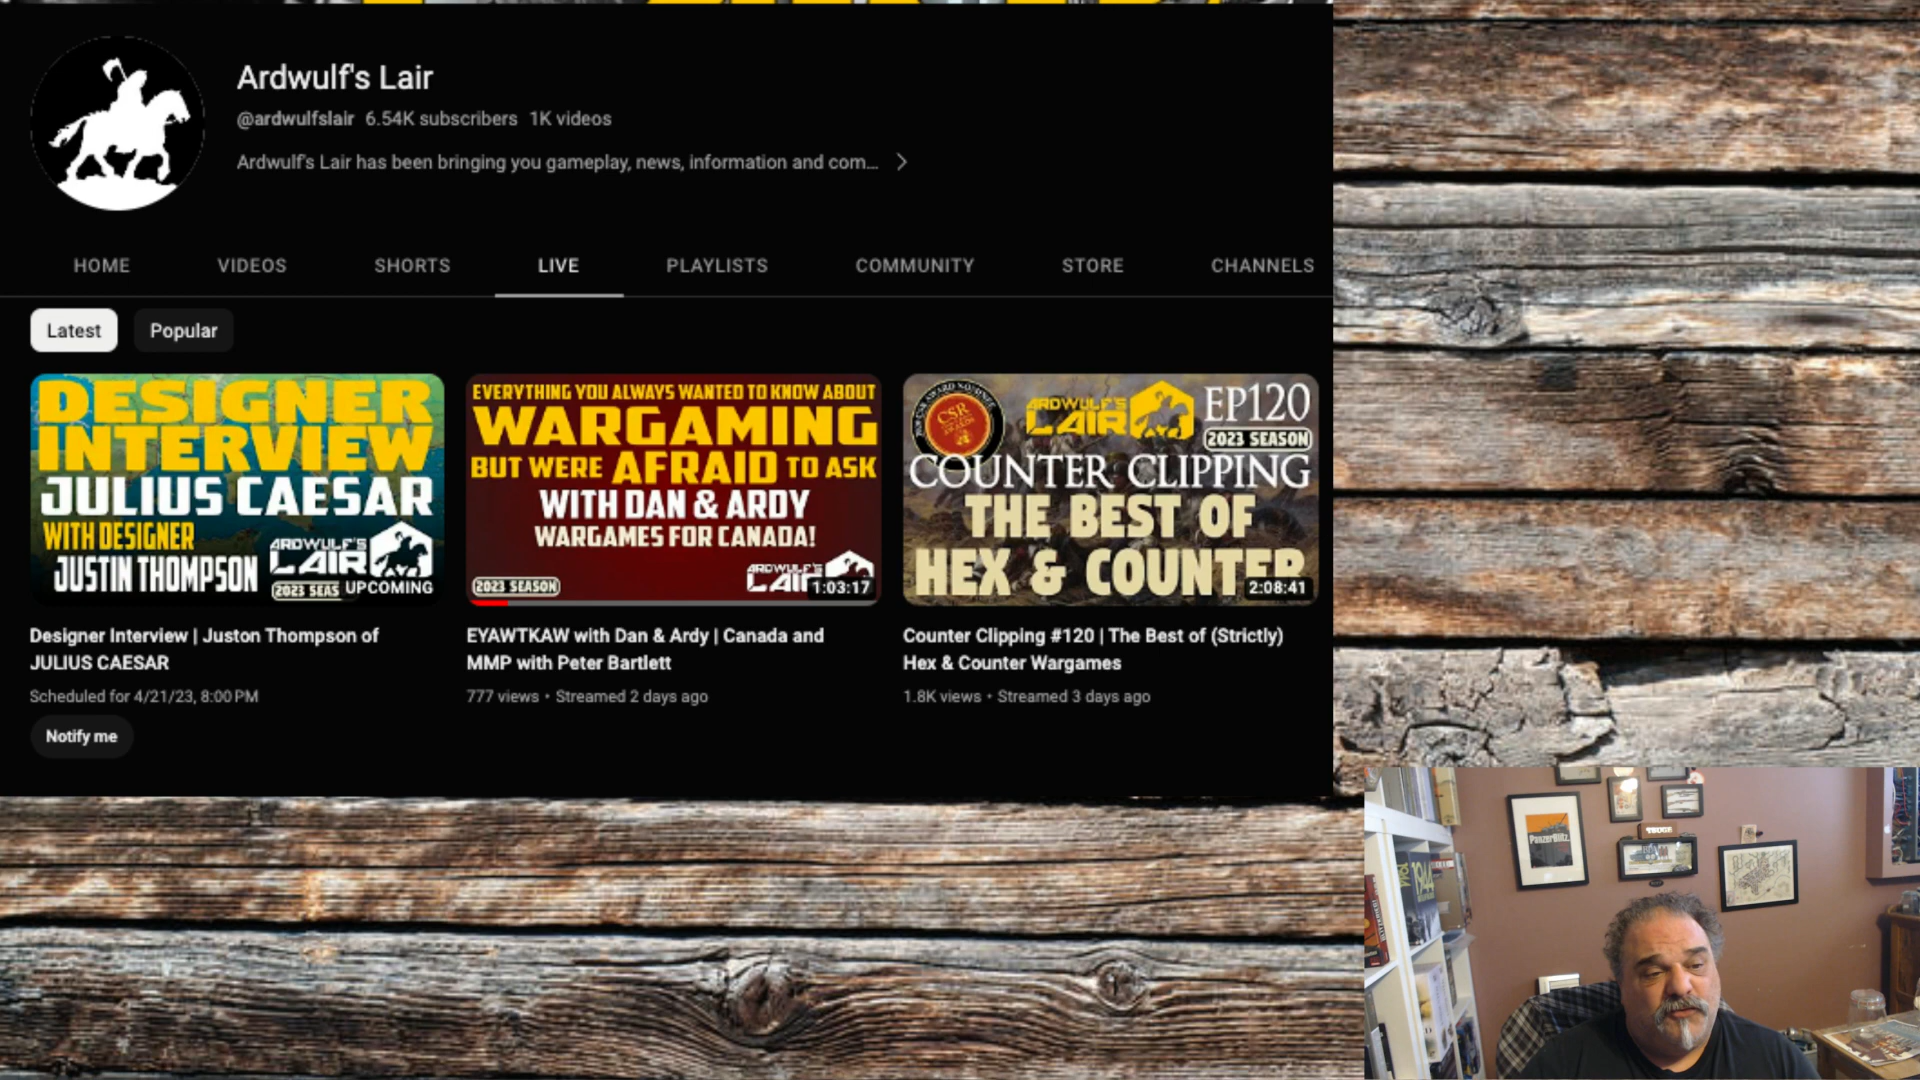 Ardwulf's Lair
@ardwulfslair 6.54K subscribers 1K videos
Ardwulf's Lair has been bringing you gameplay, news, information and com...
HOME VIDEOS SHORTS LIVE PLAYLISTS COMMUNITY STORE CHANNELS
Latest Popular
DESIGNER
INTERVIEW
JULIUS CAESAR
WITH DESIGNER
JUSTIN THOMPSON
ARDWULF'S
LAIR
2023 SEAS
UPCOMING
EVERYTHING YOU ALWAYS WANTED TO KNOW ABOUT
WARGAMING
BUT WERE AFRAID TO ASK
WITH DAN & ARDY
WARGAMES FOR CANADA!
2023 SEASON
ARDWULF'S
LAIR
1:03:17
CSR
ARDWULF'S
LAIR
EP120
2023 SEASON
COUNTER CLIPPING
THE BEST OF
HEX & COUNTER
2:08:41
Designer Interview | Juston Thompson of
JULIUS CAESAR
Scheduled for 4/21/23, 8:00 PM
Notify me
EYAWTKAW with Dan & Ardy | Canada and
MMP with Peter Bartlett
777 views • Streamed 2 days ago
Counter Clipping #120 | The Best of (Strictly)
Hex & Counter Wargames
1.8K views • Streamed 3 days ago
PanzerBlitz
1944